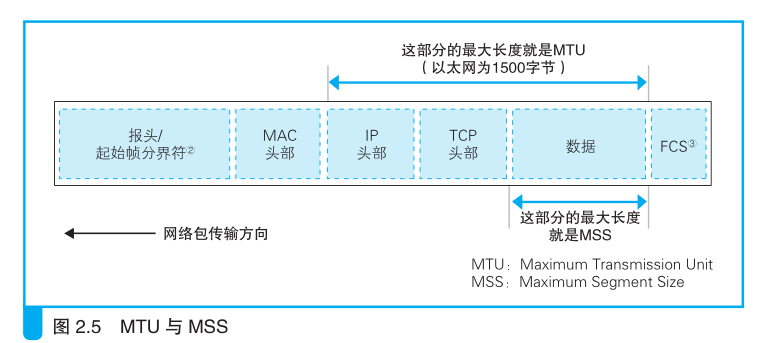 这部分的最大长度就是MTU
（以太网为1500字节）
报头/
起始帧分界符②
MAC
头部
IP
头部
TCP
头部
数据
FCS③
这部分的最大长度
就是MSS
网络包传输方向
MTU：Maximum Transmission Unit
MSS：Maximum Segment Size
图 2.5 MTU 与 MSS